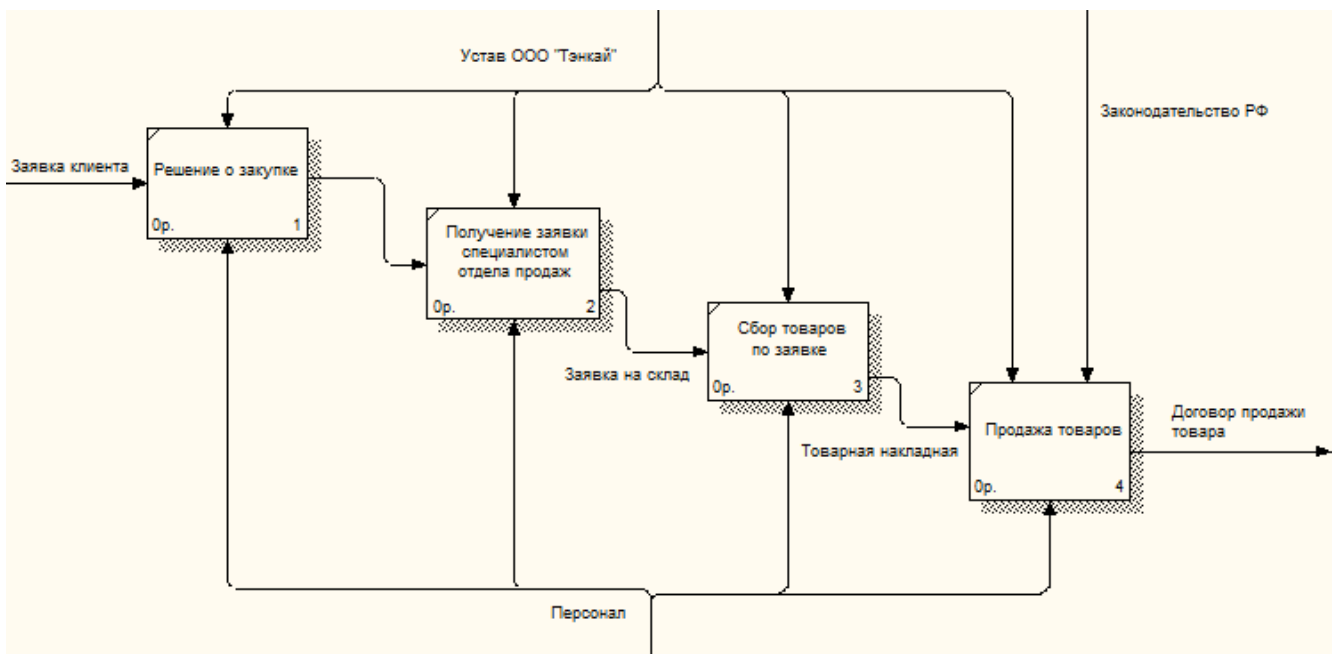 Устав ООО "Тэнкай"
Законодательство РФ
Заявка клиента
Решение о закупке
0р.
1
Получение заявки
специалистом
отдела продаж
0р.
2
Заявка на склад
Сбор товаров
по заявке
0р.
3
Товарная накладная
Продажа товаров
0р.
4
Договор продажи
товара
Персонал